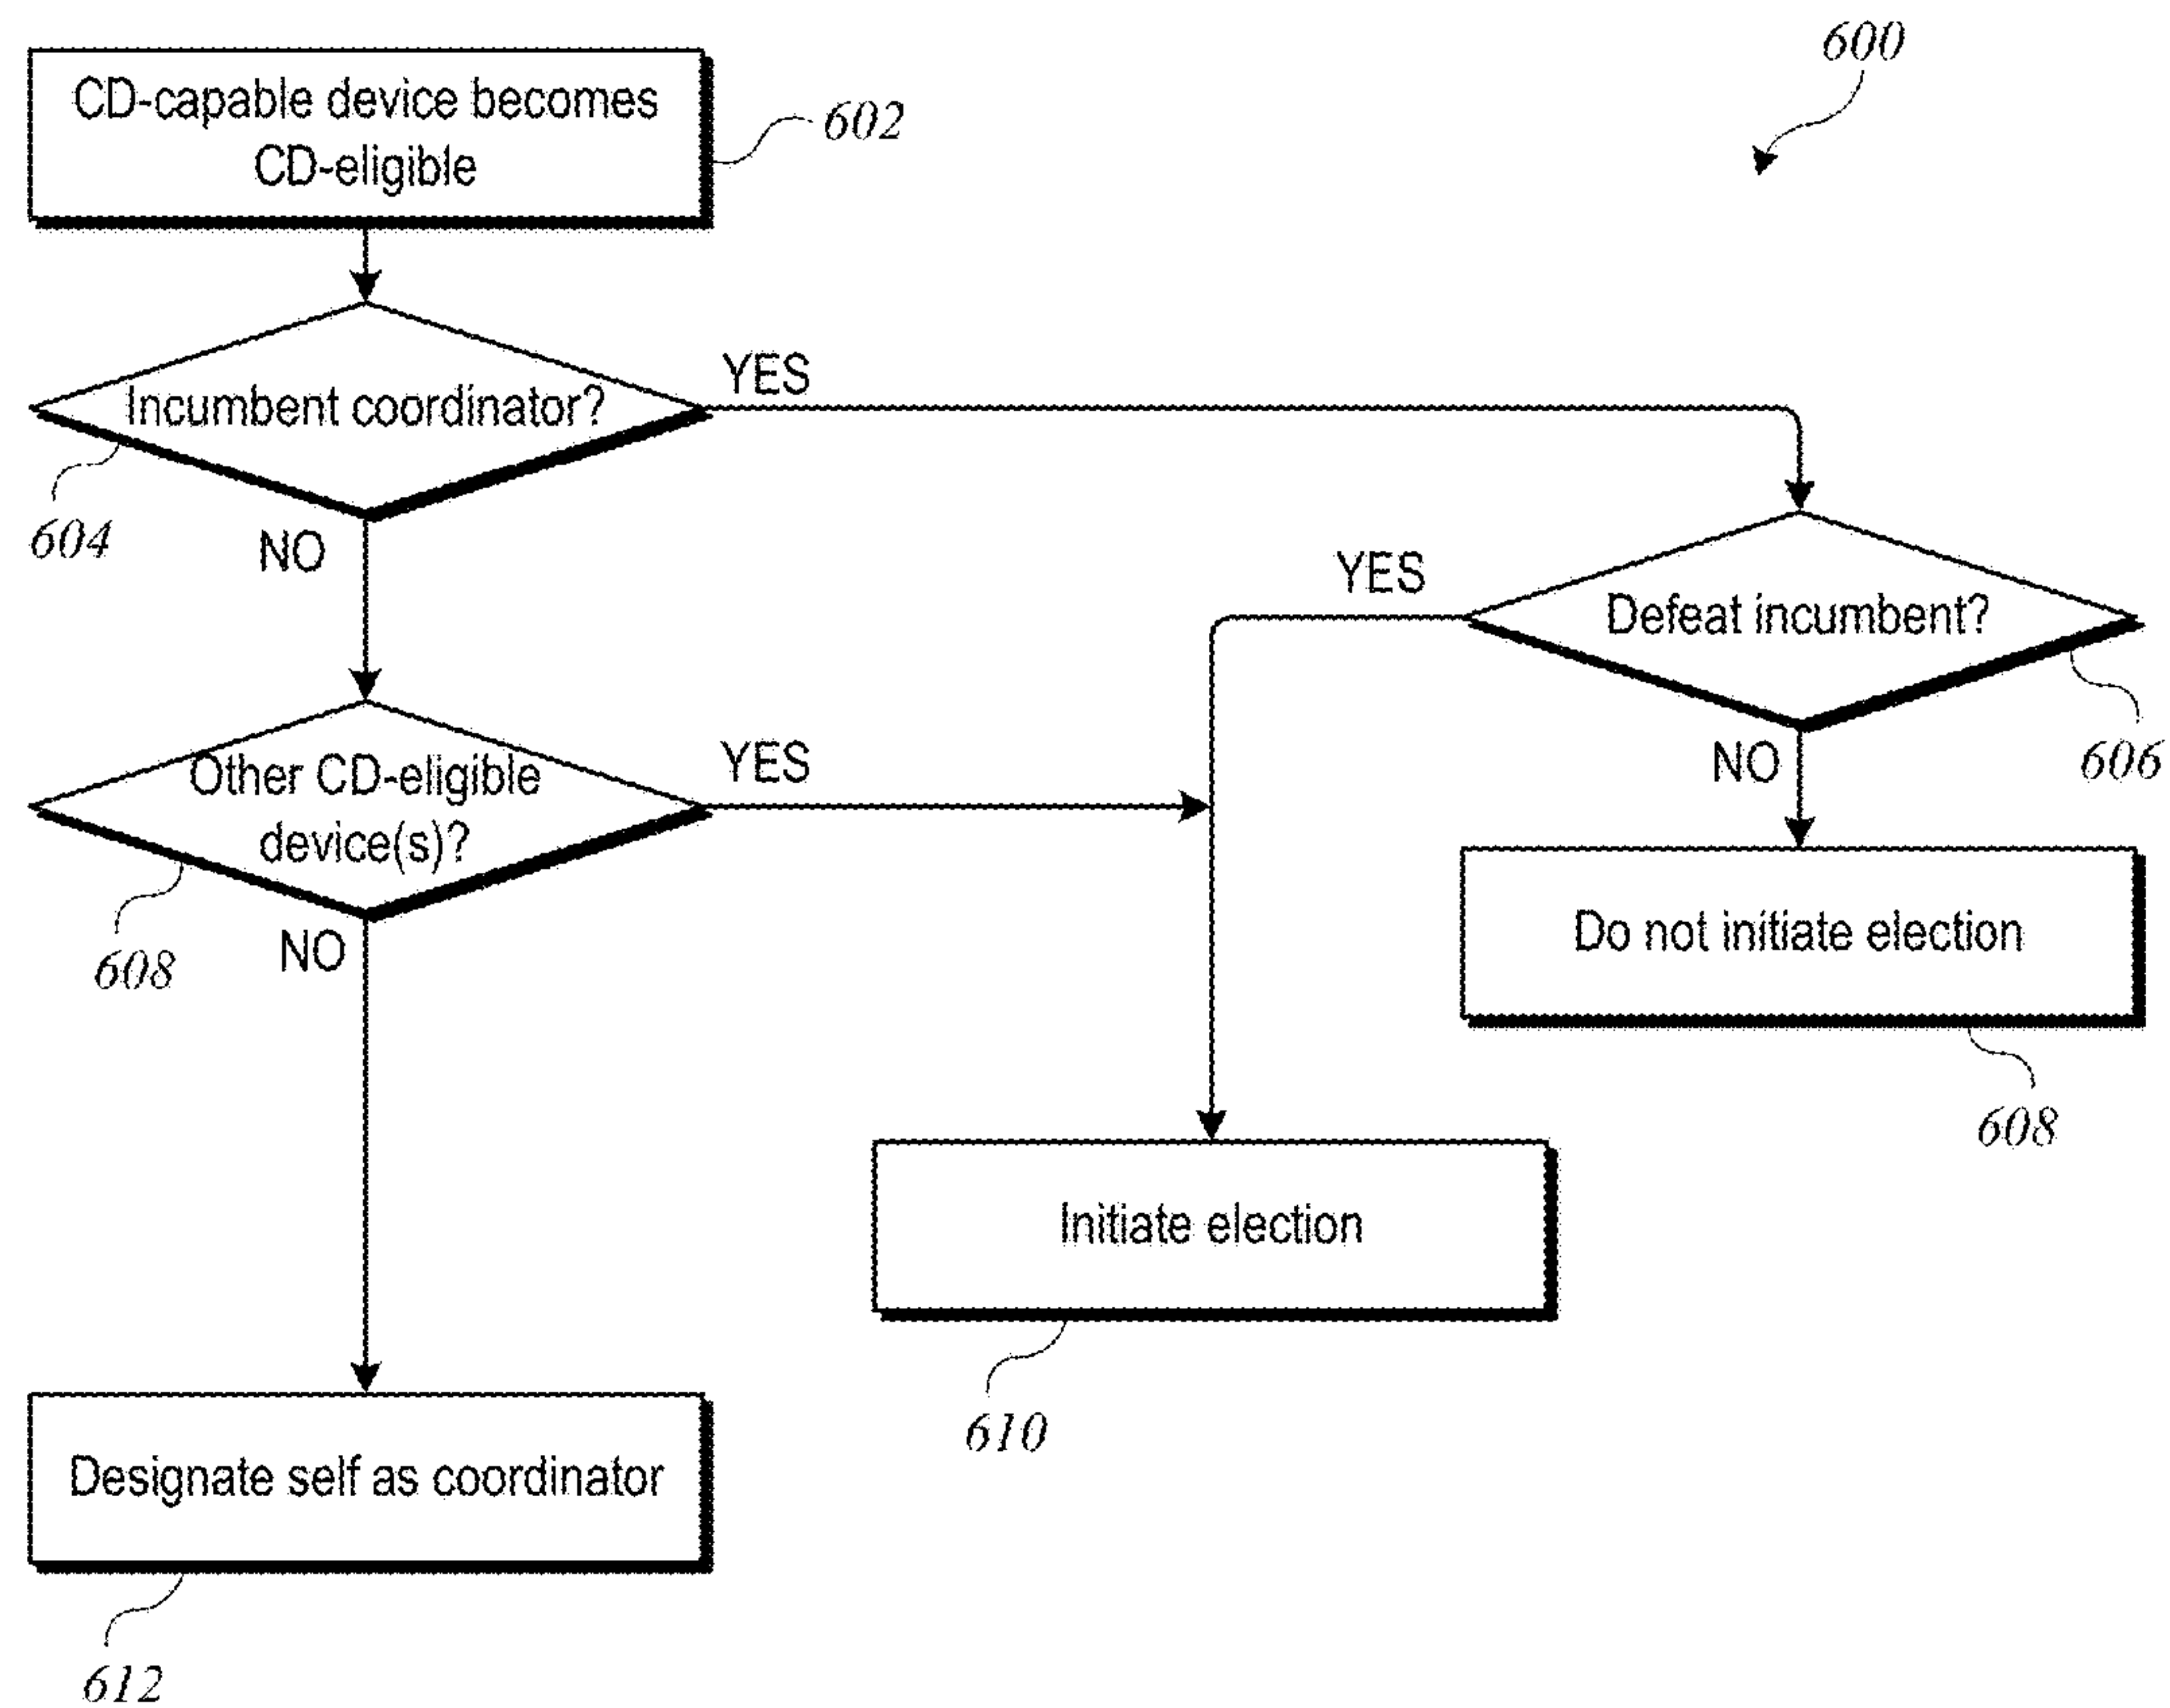 600
CD-capable device becomes
CD-eligible
602
Incumbent coordinator?
YES
604
NO
YES
Defeat incumbent?
606
NO
Other CD-eligible
device(s)?
YES
608
NO
Do not initiate election
608
Initiate election
610
Designate self as coordinator
612